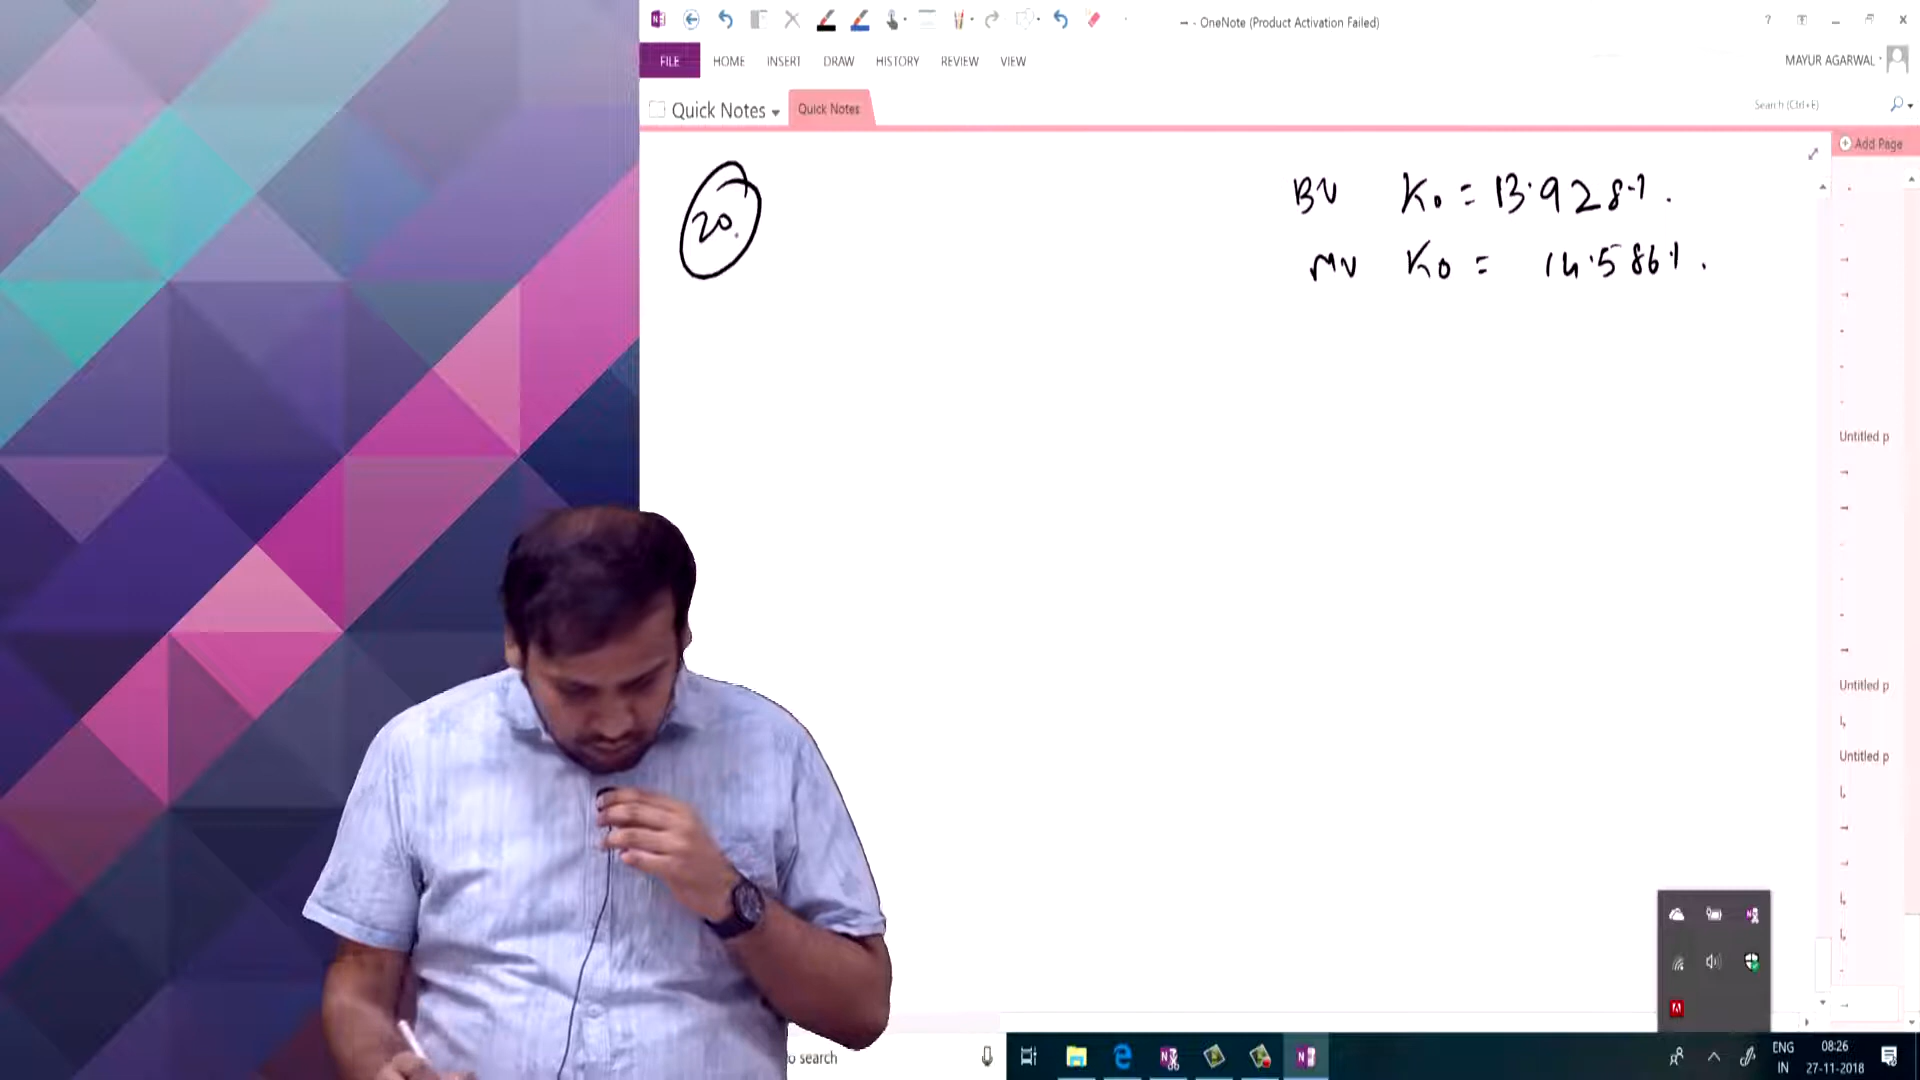 -- - OneNote (Product Activation Failed)
?
FILE HOME INSERT DRAW HISTORY REVIEW VIEW
MAYUR AGARWAL
Quick Notes
Quick Notes
Search (Ctrl+E)
Add Page
20.
BV K0 = 13.928%.
MV K0 = 14.586%.
Untitled p
Untitled p
Untitled p
o search
ENG
IN
08:26
27-11-2018